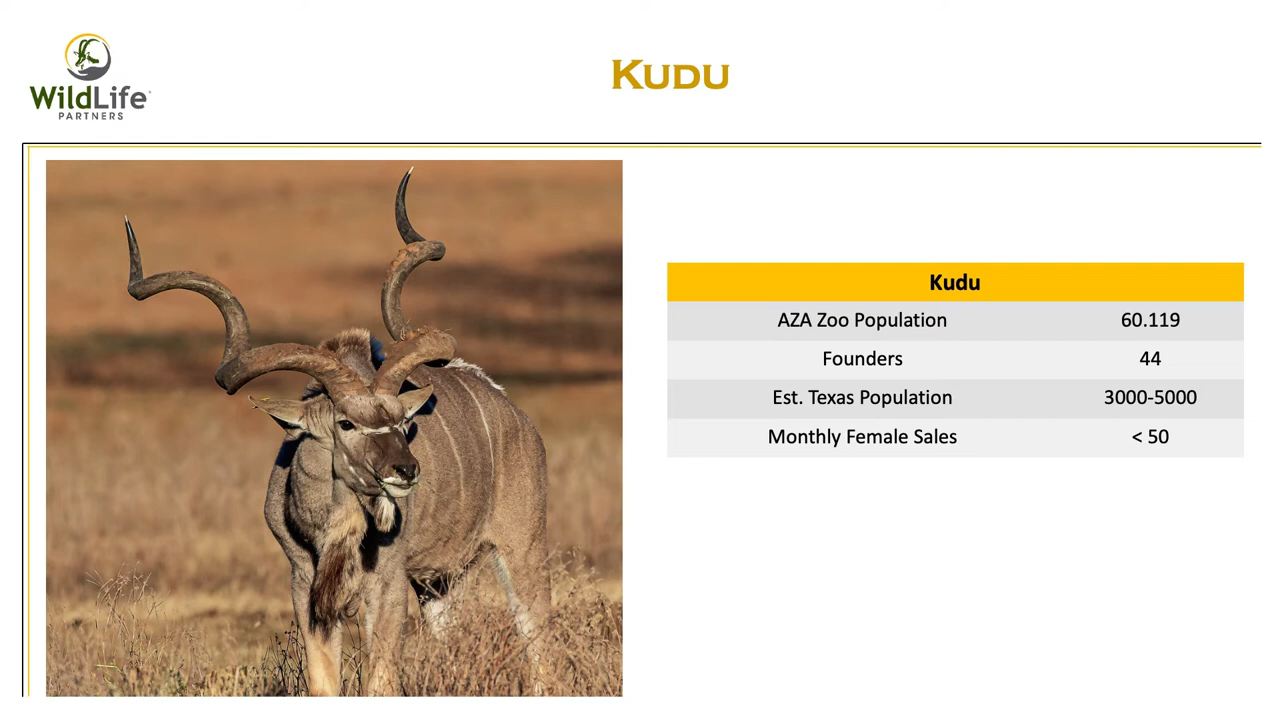 WildLife
PARTNERS
KUDU
Kudu
AZA Zoo Population 60.119
Founders 44
Est. Texas Population 3000-5000
Monthly Female Sales < 50